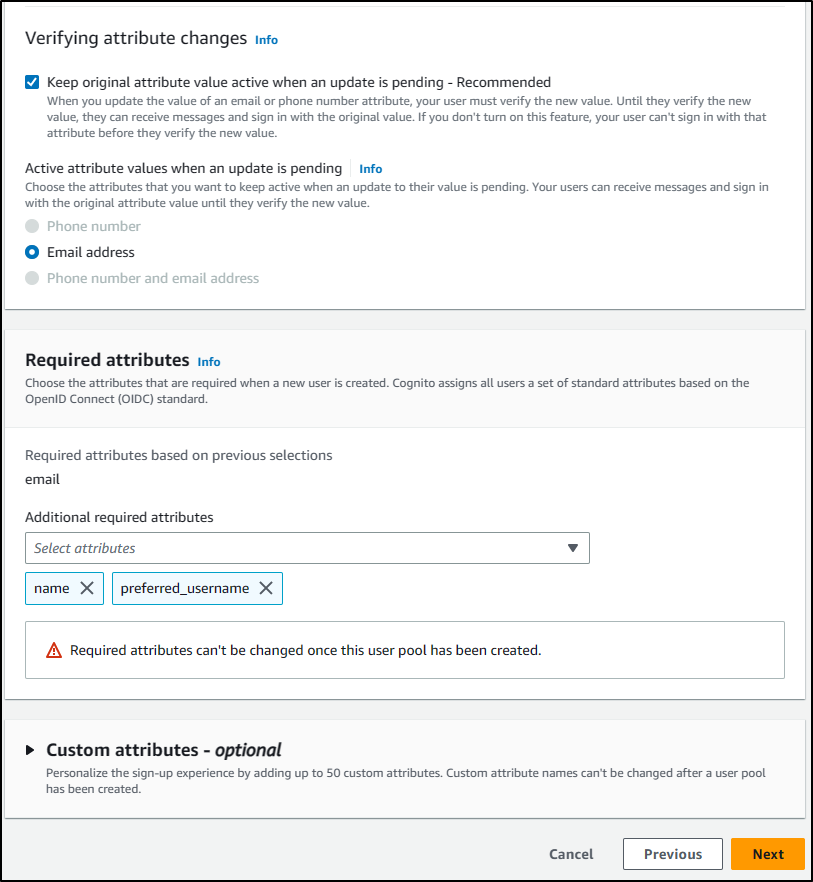 Verifying attribute changes Info
Keep original attribute value active when an update is pending - Recommended
When you update the value of an email or phone number attribute, your user must verify the new value. Until they verify the new
value, they can receive messages and sign in with the original value. If you don't turn on this feature, your user can't sign in with that
attribute before they verify the new value.
Active attribute values when an update is pending Info
Choose the attributes that you want to keep active when an update to their value is pending. Your users can receive messages and sign in
with the original attribute value until they verify the new value.
Phone number
Email address
Phone number and email address
Required attributes Info
Choose the attributes that are required when a new user is created. Cognito assigns all users a set of standard attributes based on the
OpenID Connect (OIDC) standard.
Required attributes based on previous selections
email
Additional required attributes
Select attributes
name preferred_username
Required attributes can't be changed once this user pool has been created.
Custom attributes - optional
Personalize the sign-up experience by adding up to 50 custom attributes. Custom attribute names can't be changed after a user pool
has been created.
Cancel Previous Next